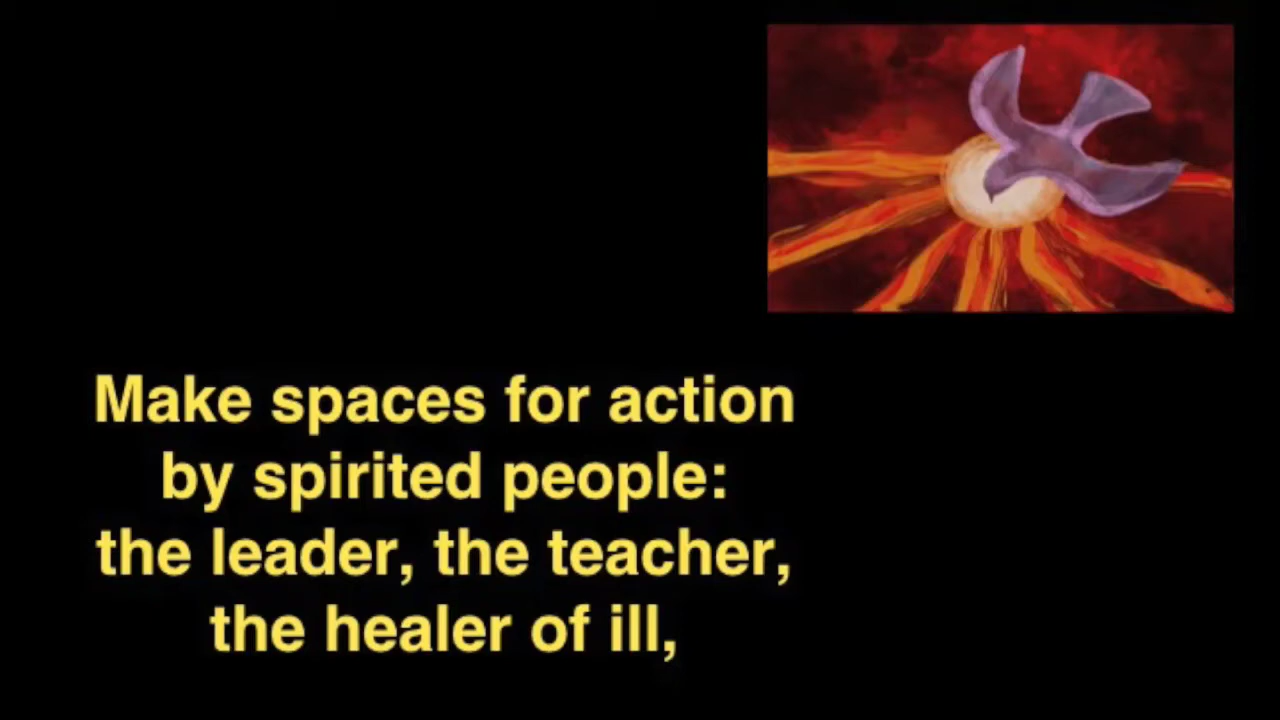 Make spaces for action
by spirited people:
the leader, the teacher,
the healer of ill,